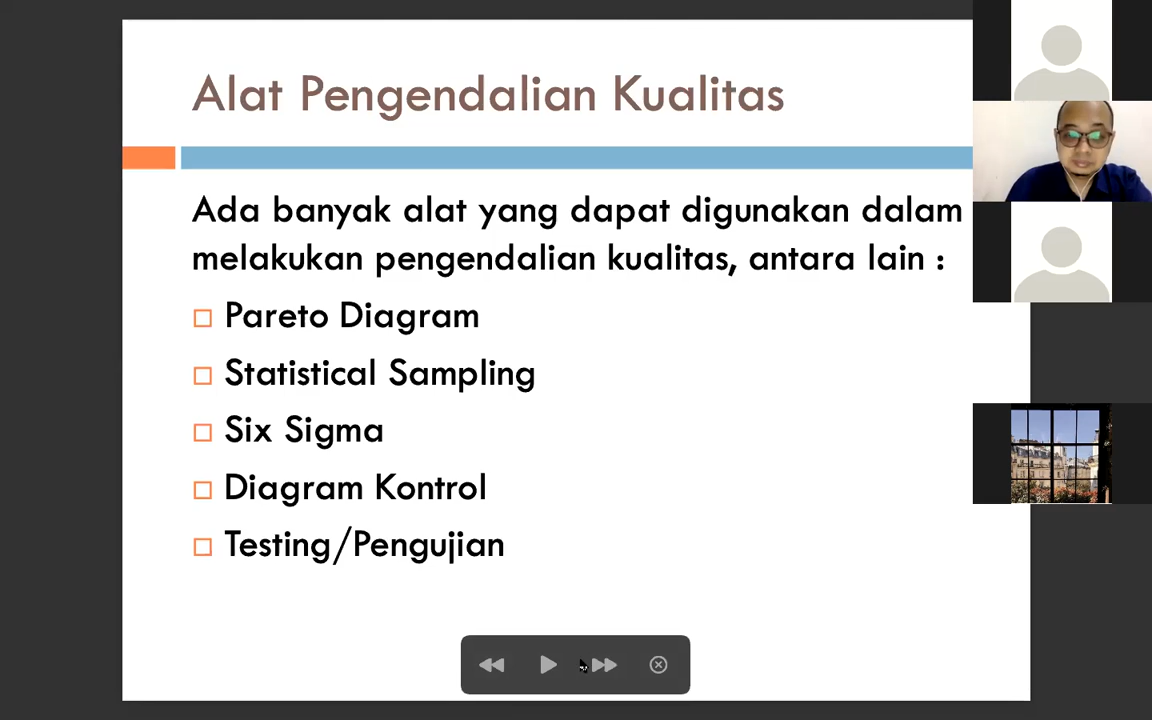 Alat Pengendalian Kualitas
Ada banyak alat yang dapat digunakan dalam
melakukan pengendalian kualitas, antara lain :
Pareto Diagram
Statistical Sampling
Six Sigma
Diagram Kontrol
Testing/Pengujian